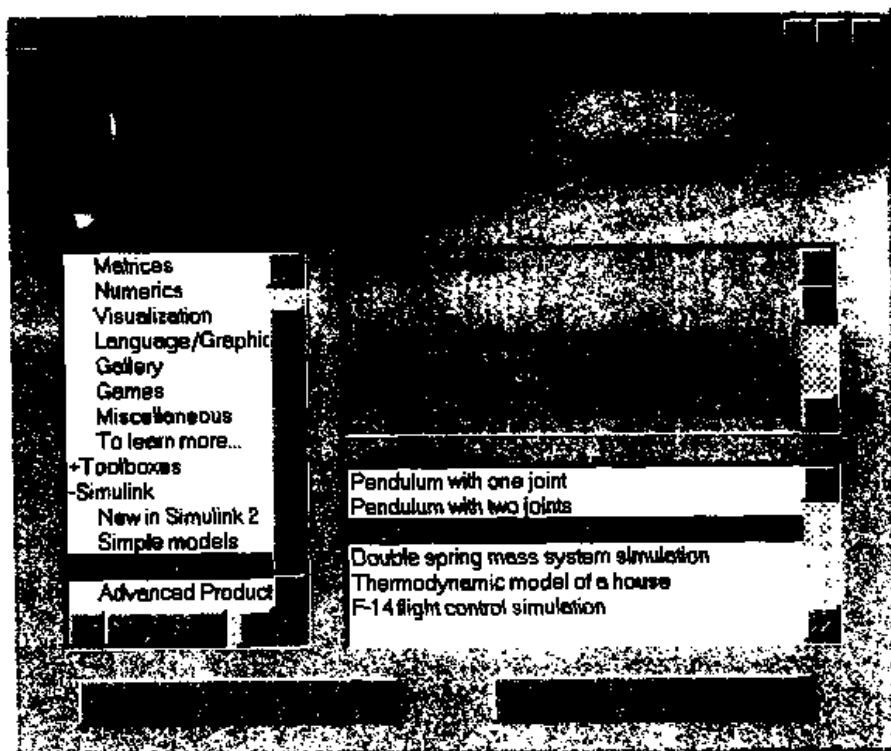 Matrices
Numerics
Visualization
Language/Graphic
Gallery
Games
Miscellaneous
To learn more...
+Toolboxes
-Simulink
New in Simulink 2
Simple models
Advanced Product
Pendulum with one joint
Pendulum with two joints
Double spring mass system simulation
Thermodynamic model of a house
F-14 flight control simulation